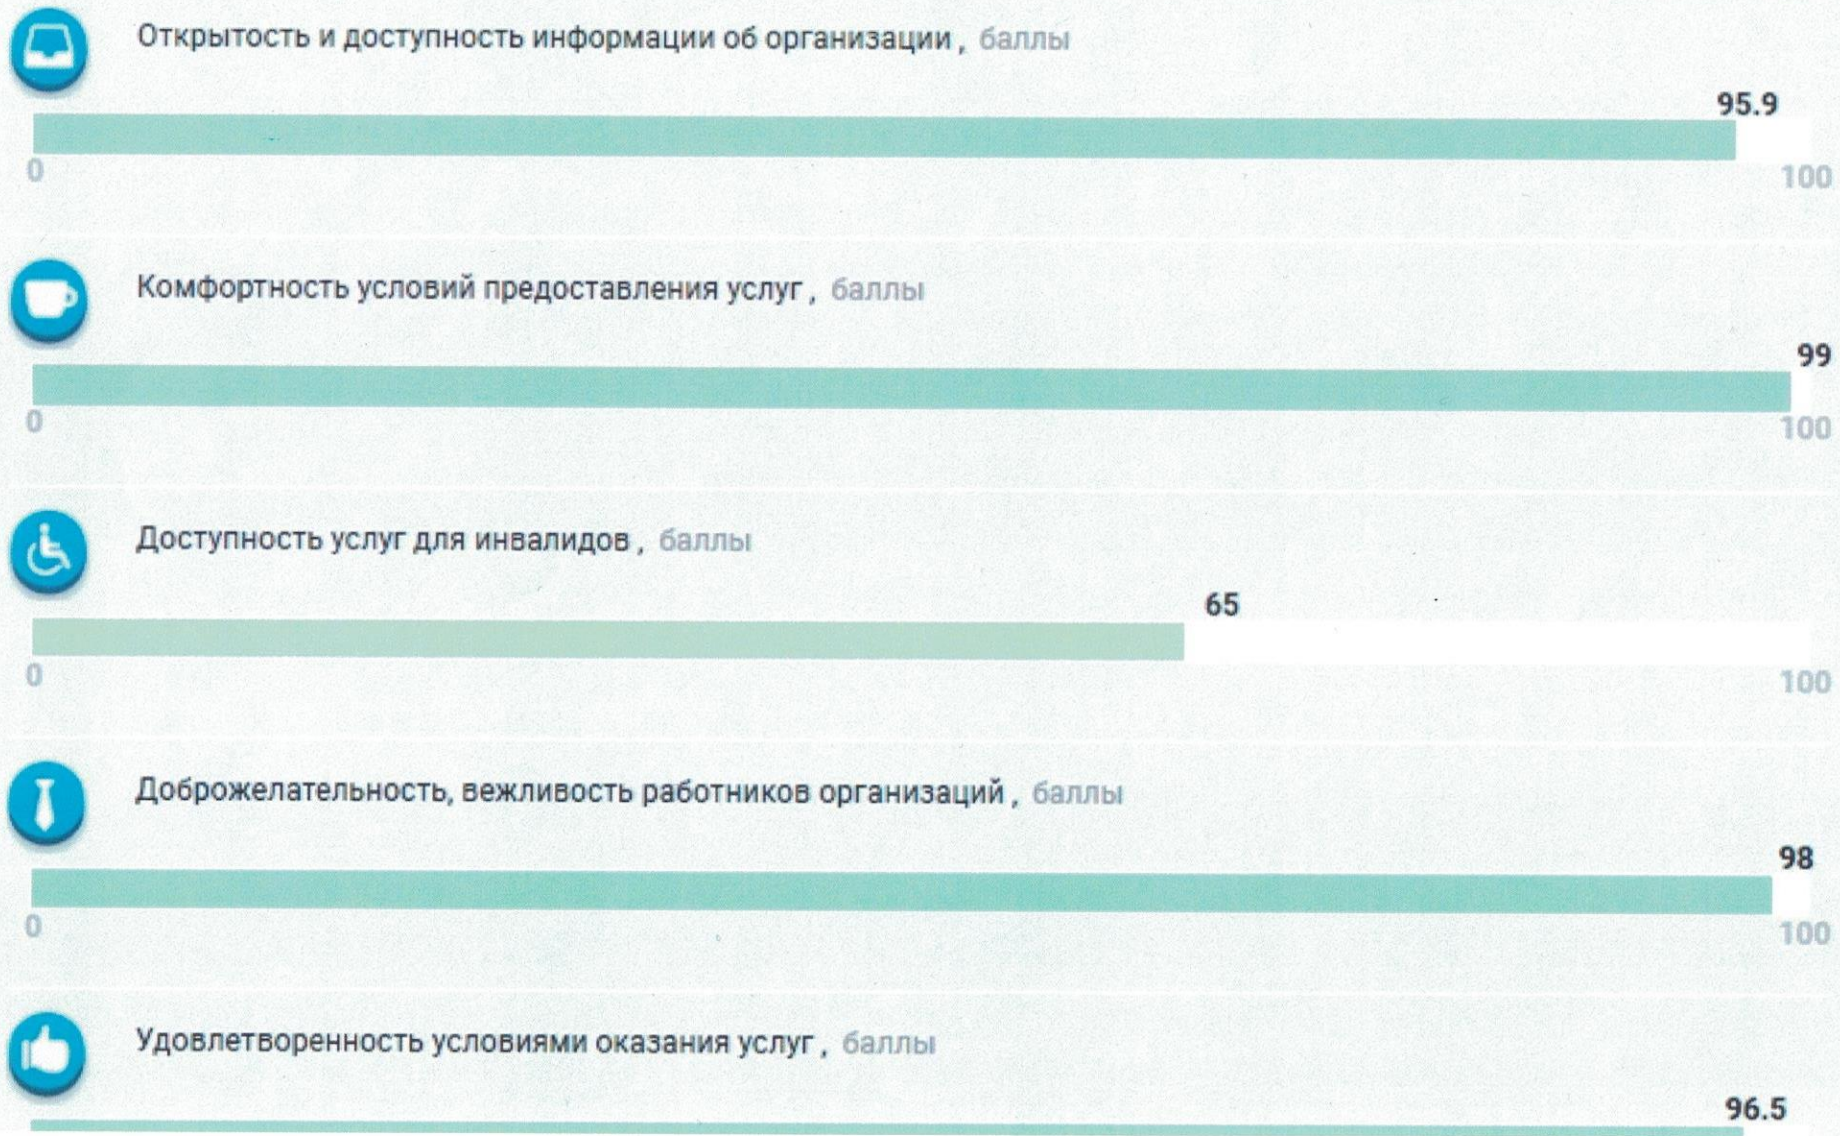 Открытость и доступность информации об организации, баллы
95.9
0 100
Комфортность условий предоставления услуг, баллы
99
0 100
Доступность услуг для инвалидов, баллы
65
0 100
Доброжелательность, вежливость работников организаций, баллы
98
0 100
Удовлетворенность условиями оказания услуг, баллы
96.5